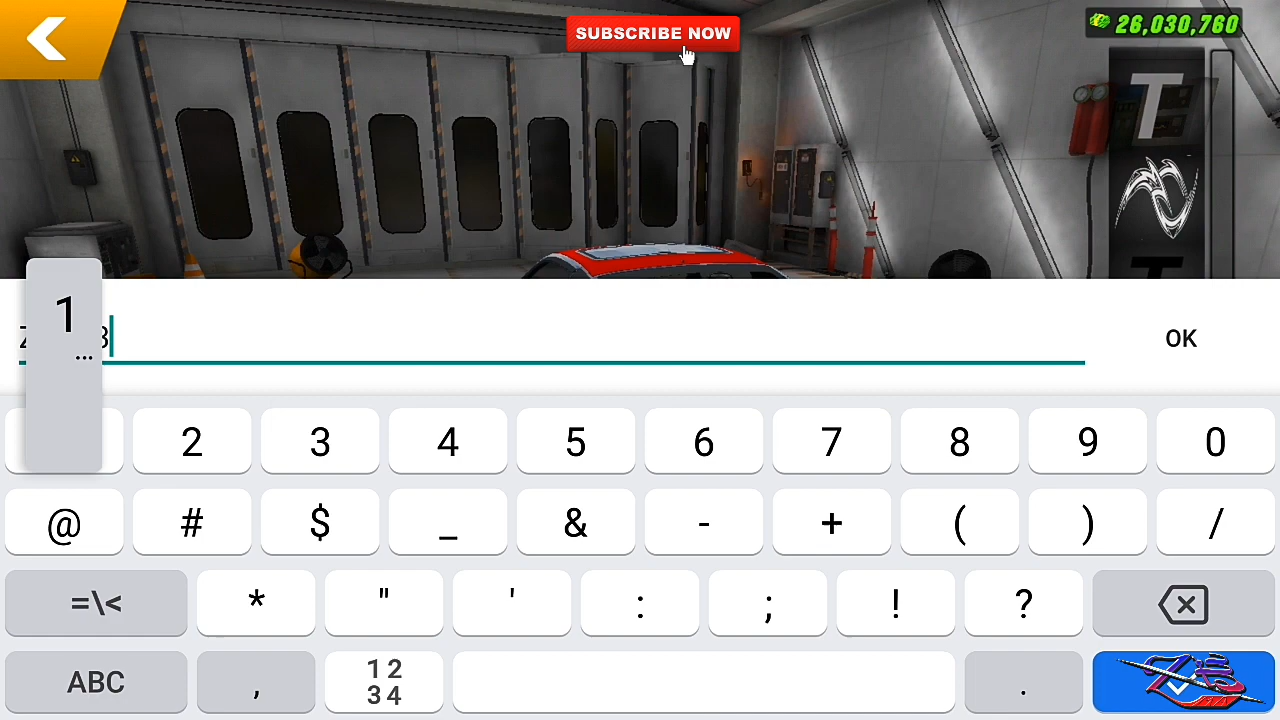 SUBSCRIBE NOW
26,030,760
T
OK
1
...
2 3 4 5 6 7 8 9 0
@ # $ _ & - + ( ) /
=\< * " ' : ; ! ?
ABC , 1 2 .
3 4